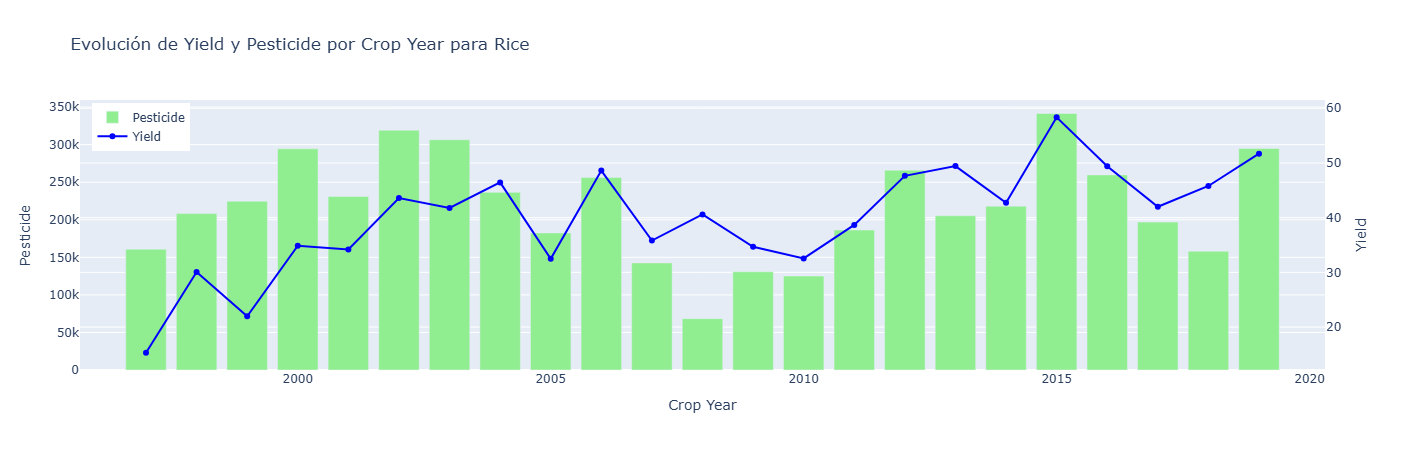 Evolución de Yield y Pesticide por Crop Year para Rice
Pesticide
Yield
350k
300k
250k
200k
150k
100k
50k
0
Pesticide
60
50
40
30
20
Yield
2000 2005 2010 2015 2020
Crop Year